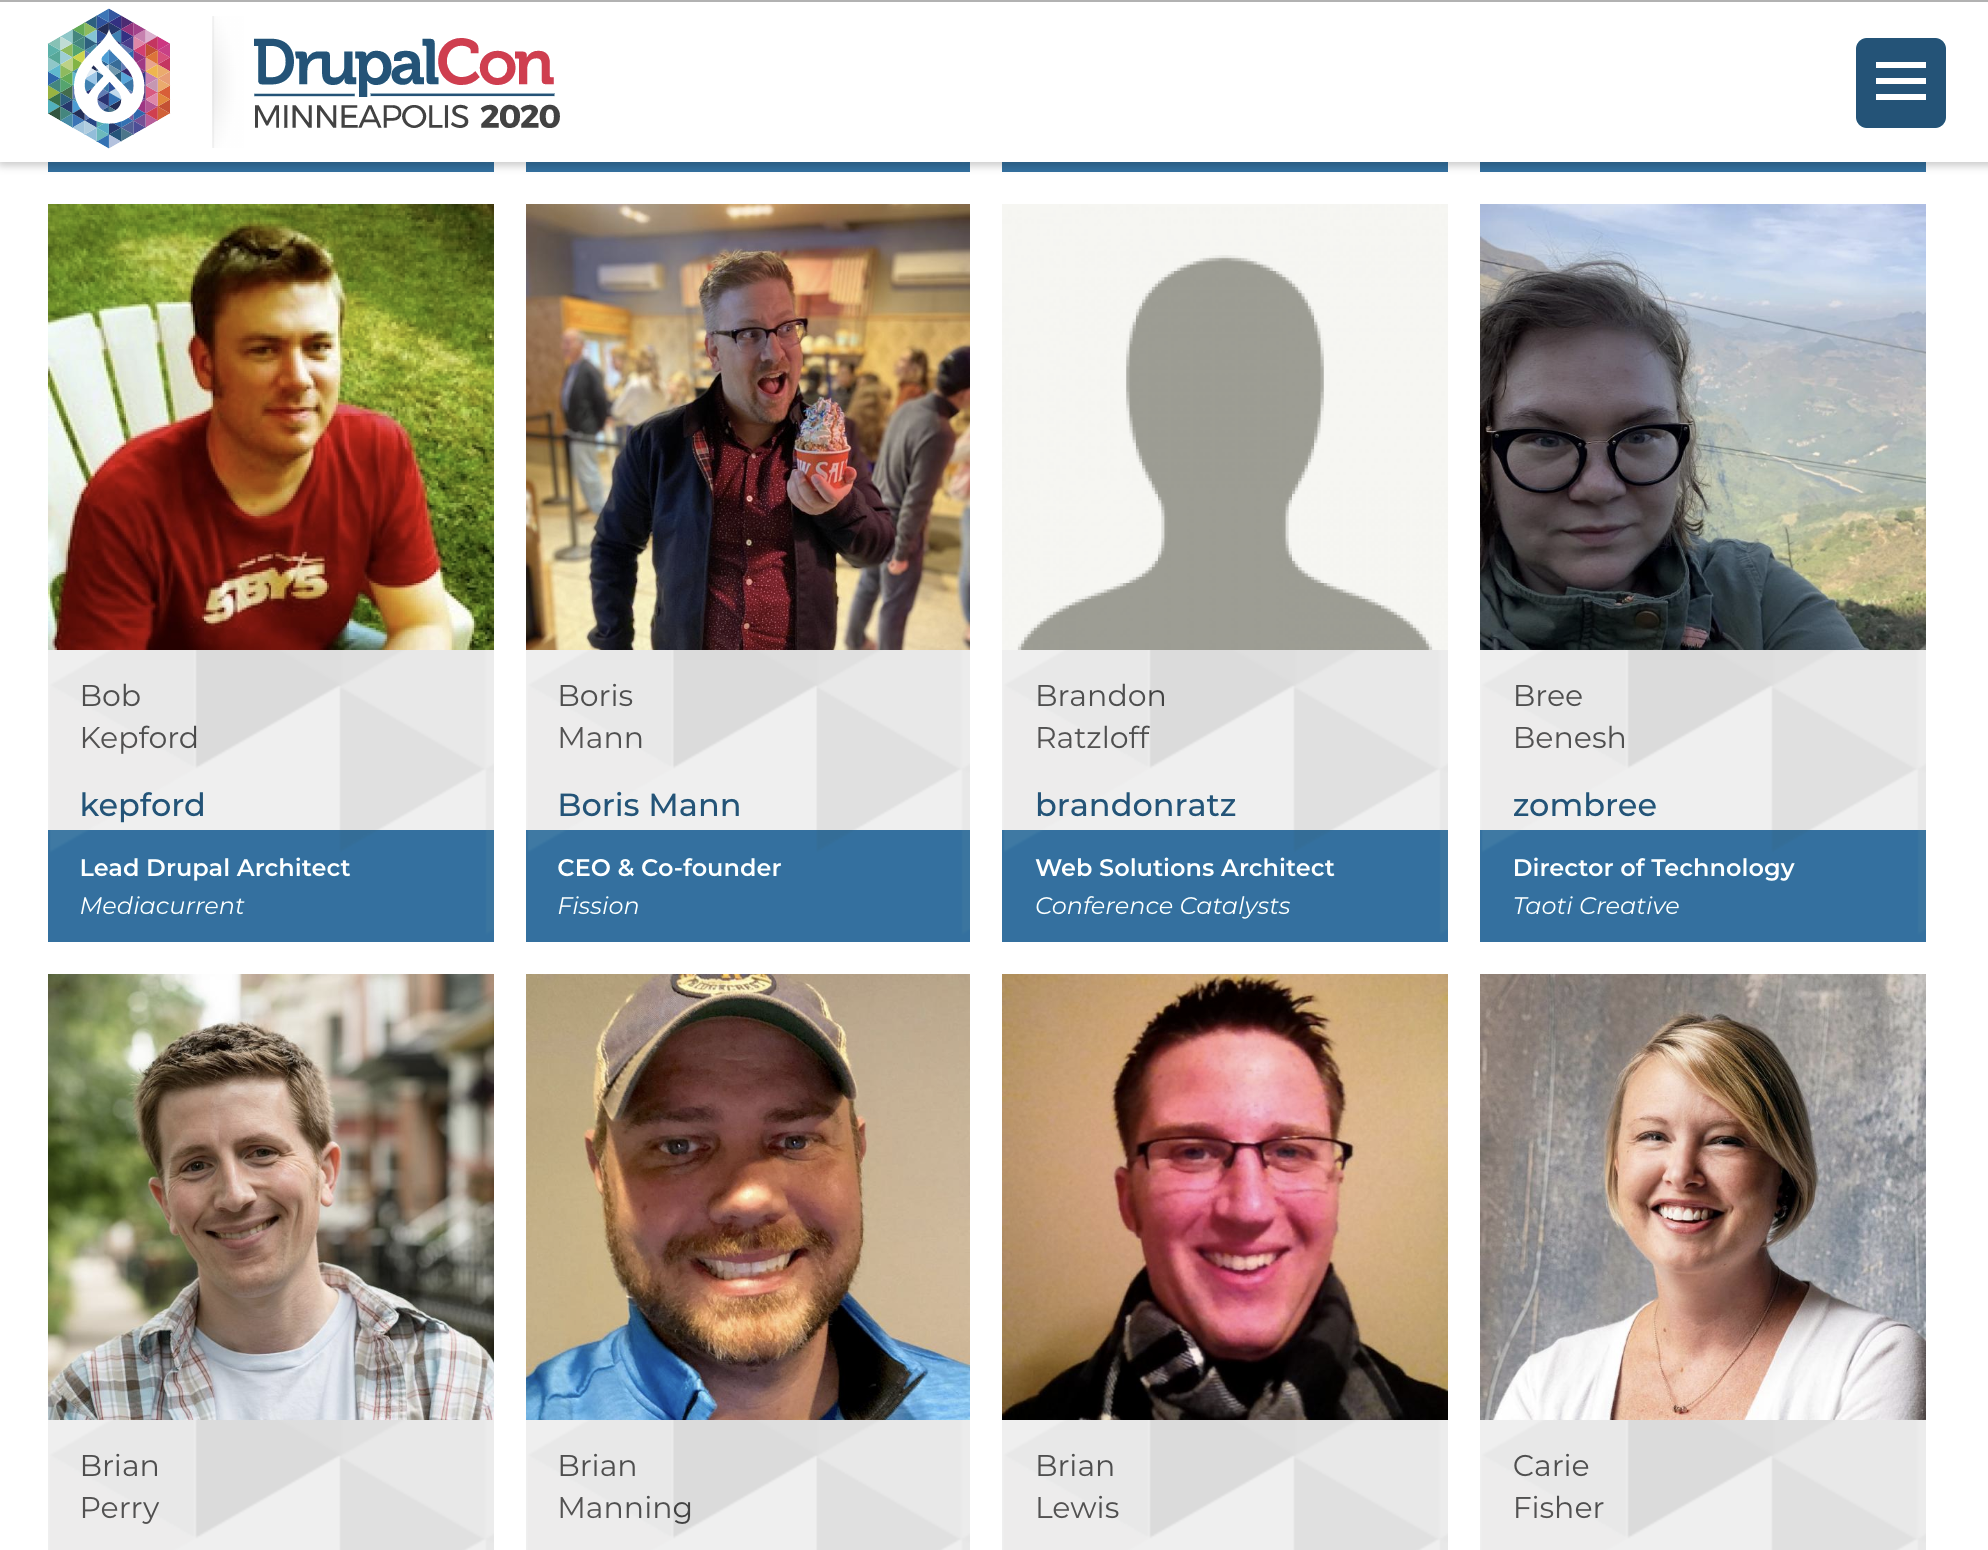 DrupalCon
MINNEAPOLIS 2020
W SAL
5BY5
Bob
Kepford
kepford
Lead Drupal Architect
Mediacurrent
Boris
Mann
Boris Mann
CEO & Co-founder
Fission
Brandon
Ratzloff
brandonratz
Web Solutions Architect
Conference Catalysts
Bree
Benesh
zombree
Director of Technology
Taoti Creative
Brian
Perry
Brian
Manning
Brian
Lewis
Carie
Fisher